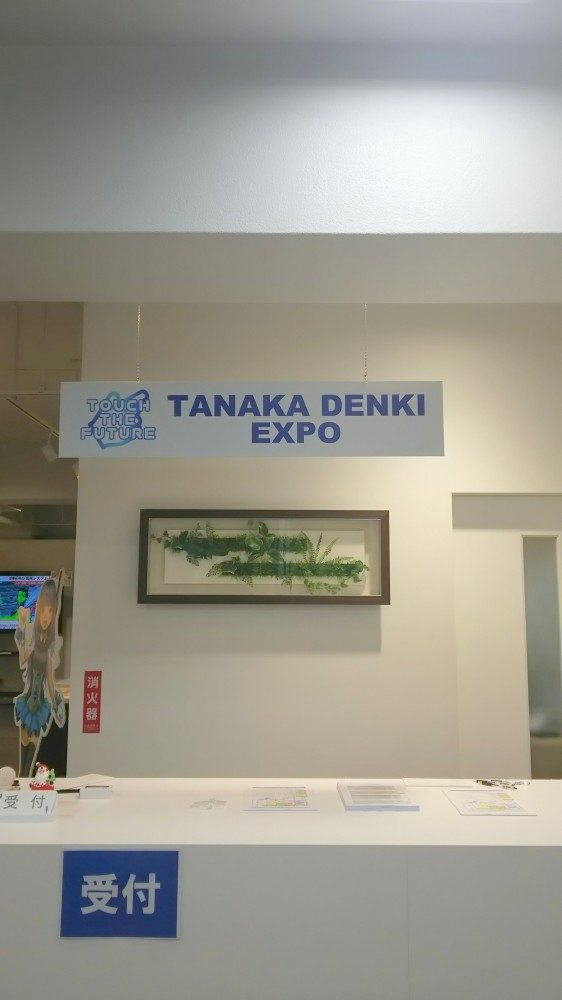 TOUCH
THE
FUTURE
TANAKA DENKI
EXPO
消火器
受付
受付